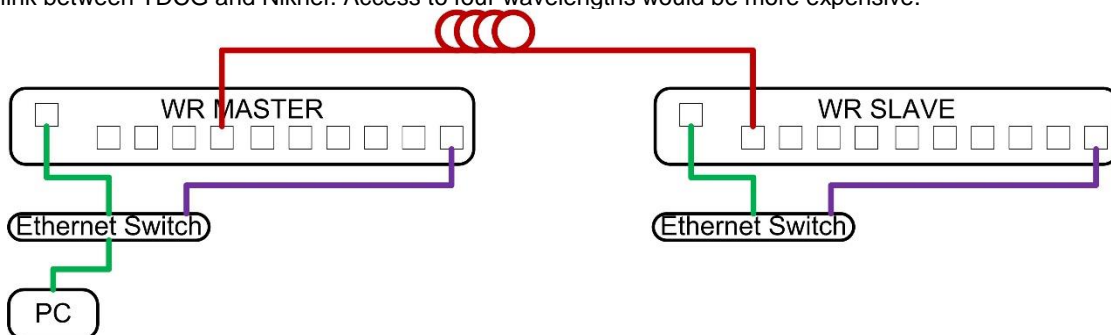 link between TDCG and Nikhef. Access to four wavelengths would be more expensive.
WR MASTER
WR SLAVE
Ethernet Switch
Ethernet Switch
PC